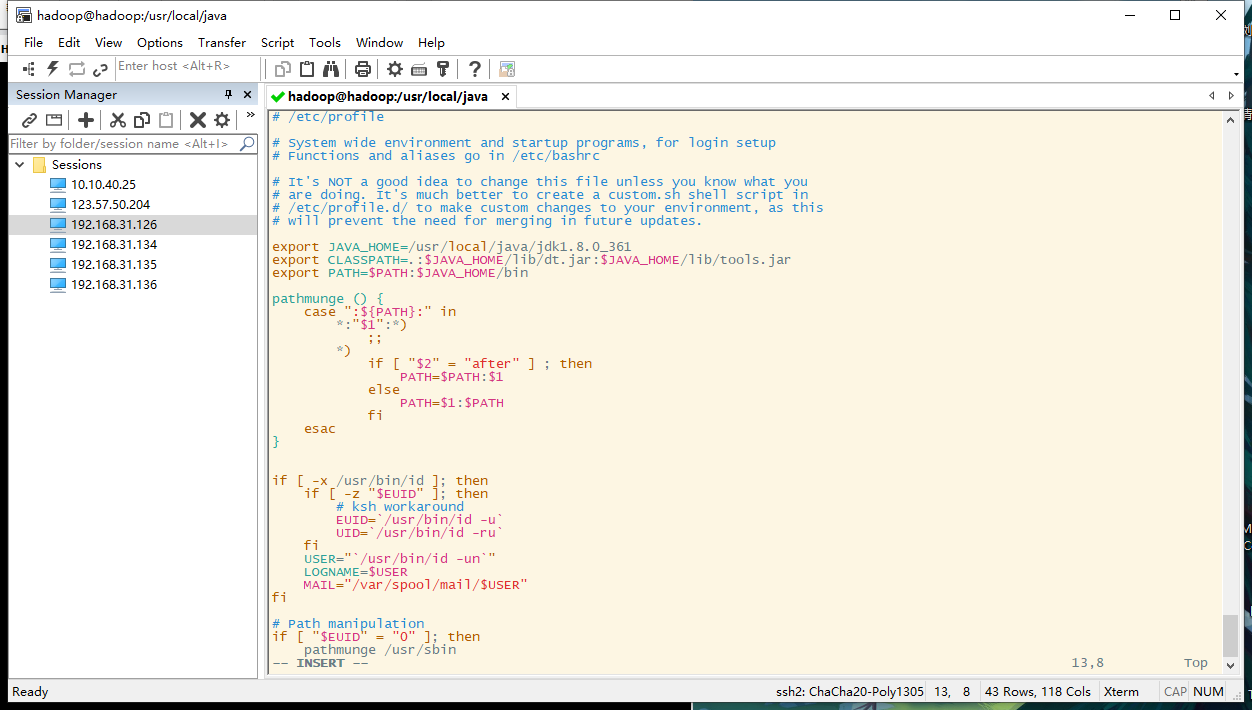 hadoop@hadoop:/usr/local/java
File Edit View Options Transfer Script Tools Window Help
Enter host <Alt+R>
Session Manager
Filter by folder/session name <Alt+I>
Sessions
10.10.40.25
123.57.50.204
192.168.31.126
192.168.31.134
192.168.31.135
192.168.31.136
hadoop@hadoop:/usr/local/java
# /etc/profile
# System wide environment and startup programs, for login setup
# Functions and aliases go in /etc/bashrc
# It's NOT a good idea to change this file unless you know what you
# are doing. It's much better to create a custom.sh shell script in
# /etc/profile.d/ to make custom changes to your environment, as this
# will prevent the need for merging in future updates.
export JAVA_HOME=/usr/local/java/jdk1.8.0_361
export CLASSPATH=.:$JAVA_HOME/lib/dt.jar:$JAVA_HOME/lib/tools.jar
export PATH=$PATH:$JAVA_HOME/bin
pathmunge () {
    case ":${PATH}:" in
        *:"$1":*)
            ;;
        *)
            if [ "$2" = "after" ] ; then
                PATH=$PATH:$1
            else
                PATH=$1:$PATH
            fi
    esac
}
if [ -x /usr/bin/id ]; then
    if [ -z "$EUID" ]; then
        # ksh workaround
        EUID=`/usr/bin/id -u`
        UID=`/usr/bin/id -ru`
    fi
    USER="`/usr/bin/id -un`"
    LOGNAME=$USER
    MAIL="/var/spool/mail/$USER"
fi
# Path manipulation
if [ "$EUID" = "0" ]; then
    pathmunge /usr/sbin
-- INSERT -- 13,8 Top
Ready ssh2: ChaCha20-Poly1305 13, 8 43 Rows, 118 Cols Xterm CAP NUM